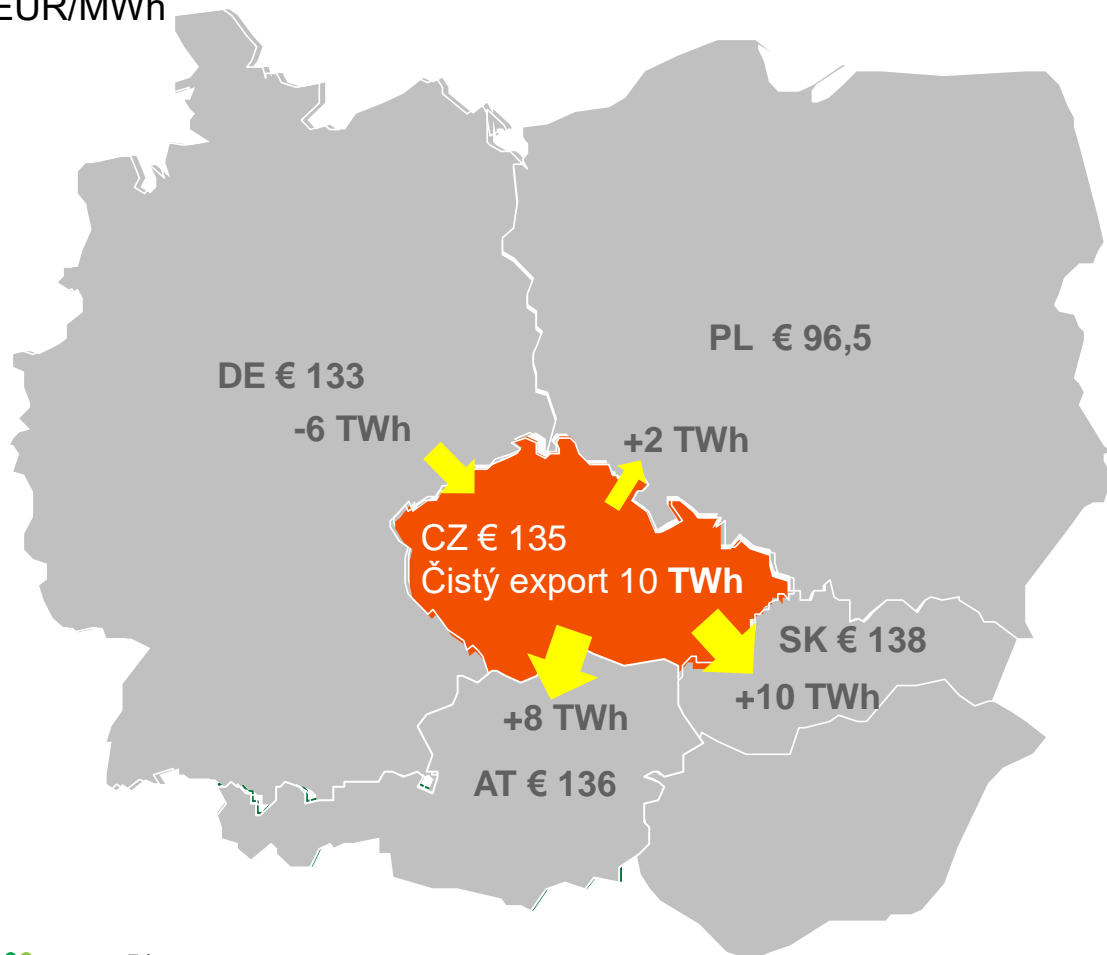 EUR/MWh
PL € 96,5
DE € 133
-6 TWh
+2 TWh
CZ € 135
Čistý export 10 TWh
SK € 138
+10 TWh
+8 TWh
AT € 136